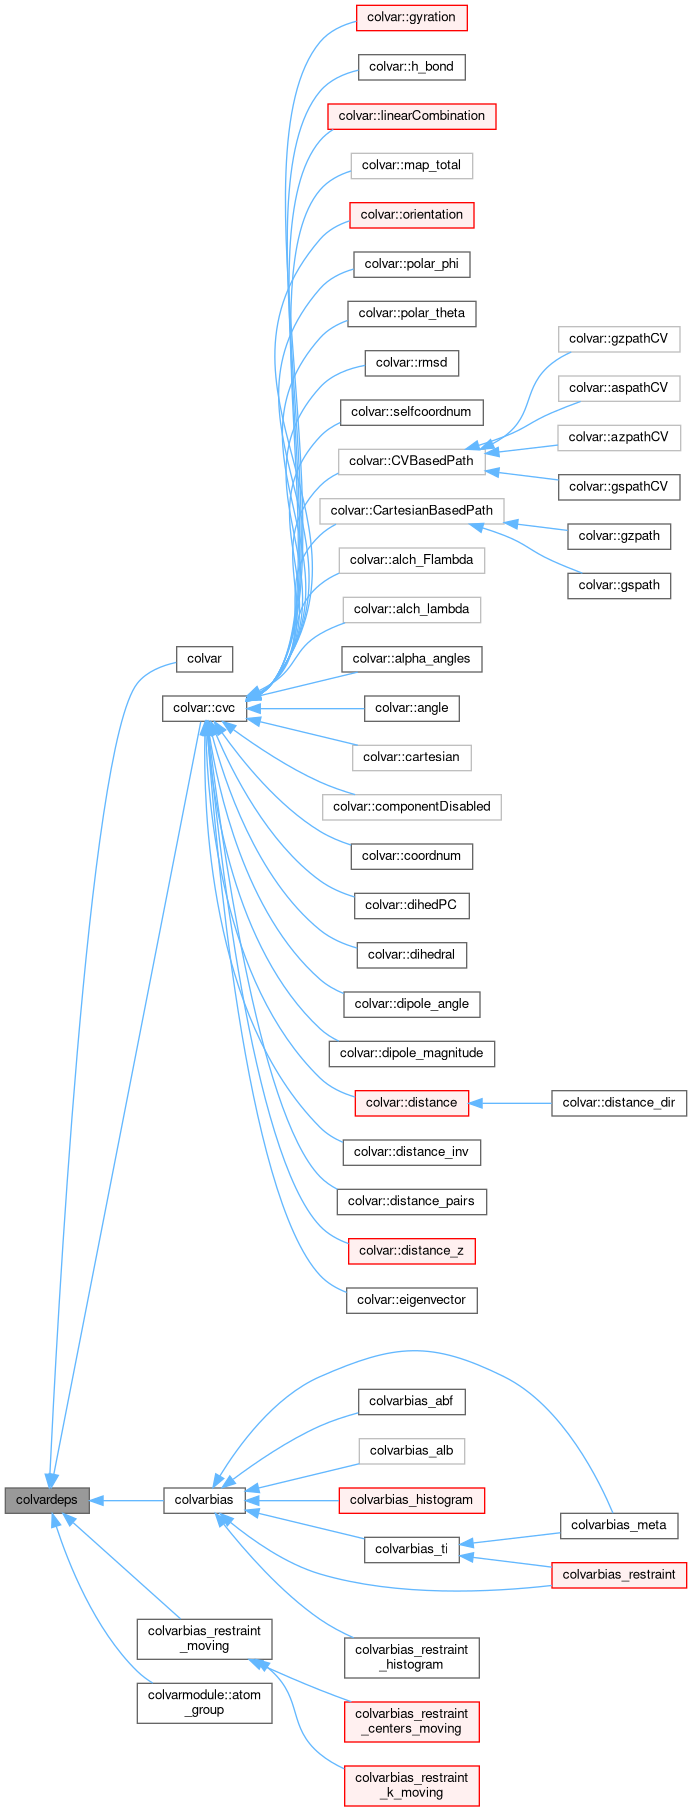 colvar::gyration
colvar::h_bond
colvar::linearCombination
colvar::map_total
colvar::orientation
colvar::polar_phi
colvar::polar_theta
colvar::gzpathCV
colvar::rmsd
colvar::aspathCV
colvar::selfcoordnum
colvar::azpathCV
colvar::CVBasedPath
colvar::gspathCV
colvar::CartesianBasedPath
colvar::gzpath
colvar::alch_Flambda
colvar::gspath
colvar::alch_lambda
colvar
colvar::alpha_angles
colvar::cvc
colvar::angle
colvar::cartesian
colvar::componentDisabled
colvar::coordnum
colvar::dihedPC
colvar::dihedral
colvar::dipole_angle
colvar::dipole_magnitude
colvar::distance
colvar::distance_dir
colvar::distance_inv
colvar::distance_pairs
colvar::distance_z
colvar::eigenvector
colvarbias_abf
colvarbias_alb
colvardeps
colvarbias
colvarbias_histogram
colvarbias_meta
colvarbias_ti
colvarbias_restraint
colvarbias_restraint
_moving
colvarbias_restraint
_histogram
colvarmodule::atom
_group
colvarbias_restraint
_centers_moving
colvarbias_restraint
_k_moving